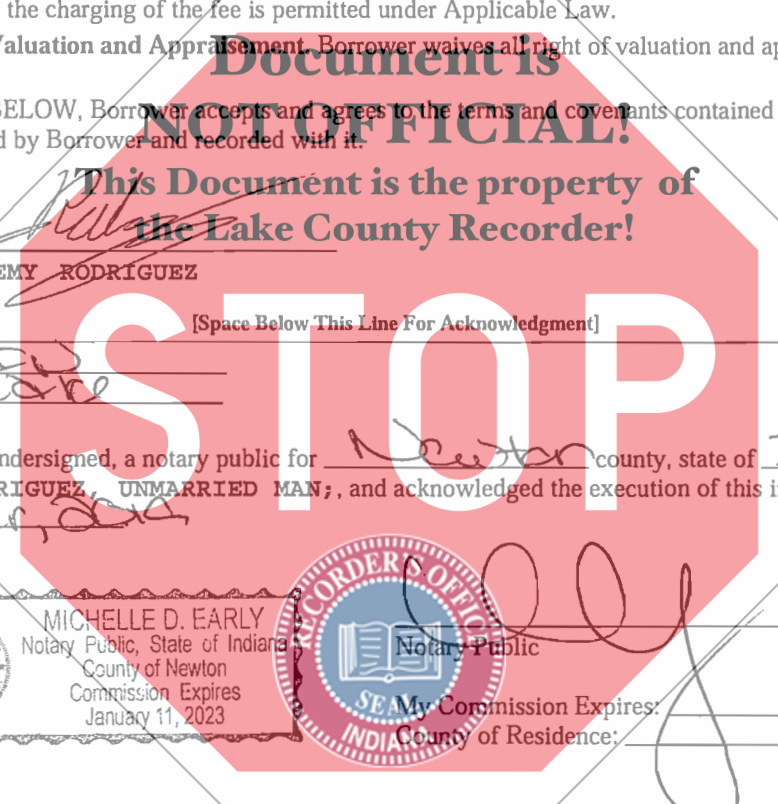 the charging of the fee is permitted under Applicable Law.
Valuation and Appraisement. Borrower waives all right of valuation and ap
Document is
BELOW, Borrower accepts and agrees to the terms and covenants contained
NOT OFFICIAL!
d by Borrower and recorded with it.
This Document is the property of
the Lake County Recorder!
EMY RODRIGUEZ
[Space Below This Line For Acknowledgment]
STOP
ndersigned, a notary public for Newton county, state of
RIGUEZ, UNMARRIED MAN;, and acknowledged the execution of this i
RECORDER'S OFFICE
MICHELLE D. EARLY
Notary Public, State of Indiana
County of Newton
Commission Expires
January 11, 2023
Notary Public
SEAL
My Commission Expires:
INDIANA
County of Residence: